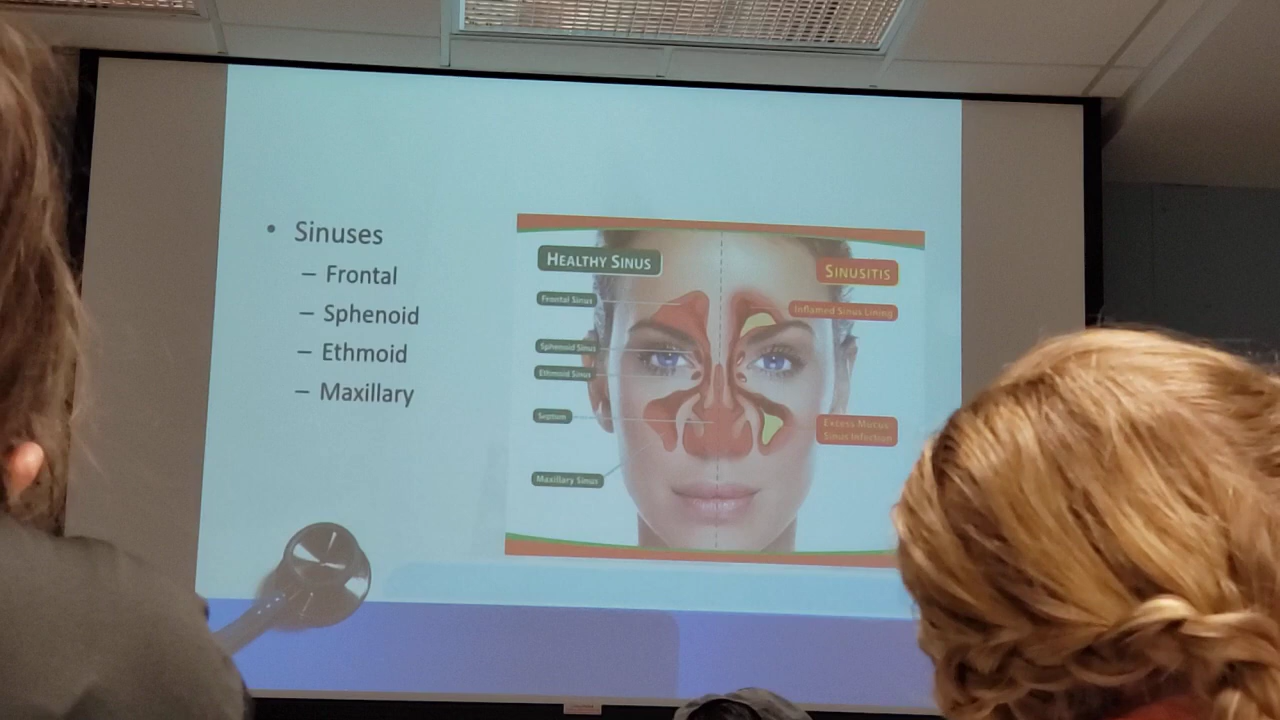 • Sinuses
– Frontal
– Sphenoid
– Ethmoid
– Maxillary
HEALTHY SINUS
Frontal Sinus
Sphenoid Sinus
Ethmoid Sinus
Septum
Maxillary Sinus
SINUSITIS
Inflamed Sinus Lining
Excess Mucus
Sinus Infection